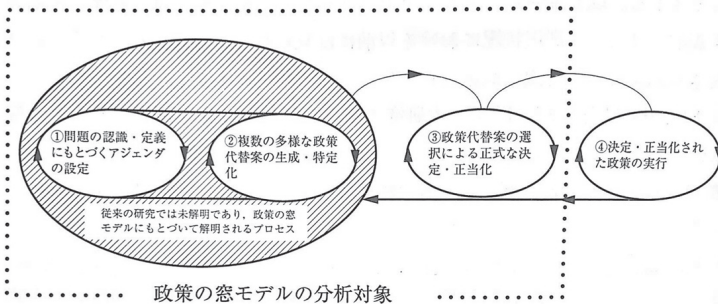 ①問題の認識・定義
にもとづくアジェンダ
の設定
②複数の多様な政策
代替案の生成・特定
化
③政策代替案の選
択による正式な決
定・正当化
④決定・正当化され
た政策の実行
従来の研究では未解明であり，政策の窓
モデルにもとづいて解明されるプロセス
政策の窓モデルの分析対象